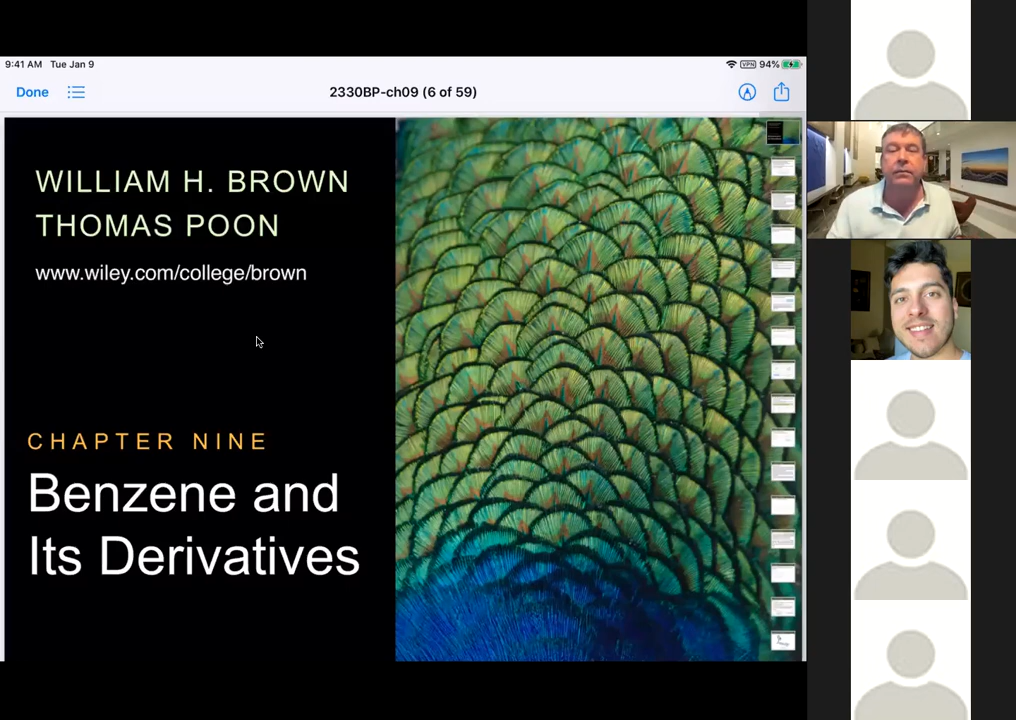 9:41 AM Tue Jan 9
VPN 94%
Done
2330BP-ch09 (6 of 59)
WILLIAM H. BROWN
THOMAS POON
www.wiley.com/college/brown
CHAPTER NINE
Benzene and
Its Derivatives